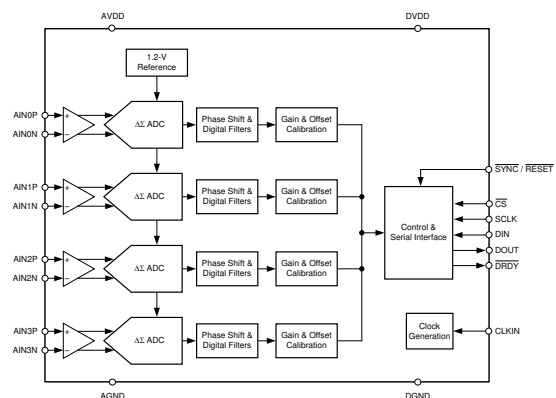 AVDD
DVDD
1.2-V
Reference
AIN0P
+
AIN0N
−
ΔΣ ADC
Phase Shift &
Digital Filters
Gain & Offset
Calibration
SYNC / RESET
AIN1P
+
AIN1N
−
ΔΣ ADC
Phase Shift &
Digital Filters
Gain & Offset
Calibration
Control &
Serial Interface
CS
SCLK
DIN
DOUT
DRDY
AIN2P
+
AIN2N
−
ΔΣ ADC
Phase Shift &
Digital Filters
Gain & Offset
Calibration
AIN3P
+
AIN3N
−
ΔΣ ADC
Phase Shift &
Digital Filters
Gain & Offset
Calibration
Clock
Generation
CLKIN
AGND
DGND